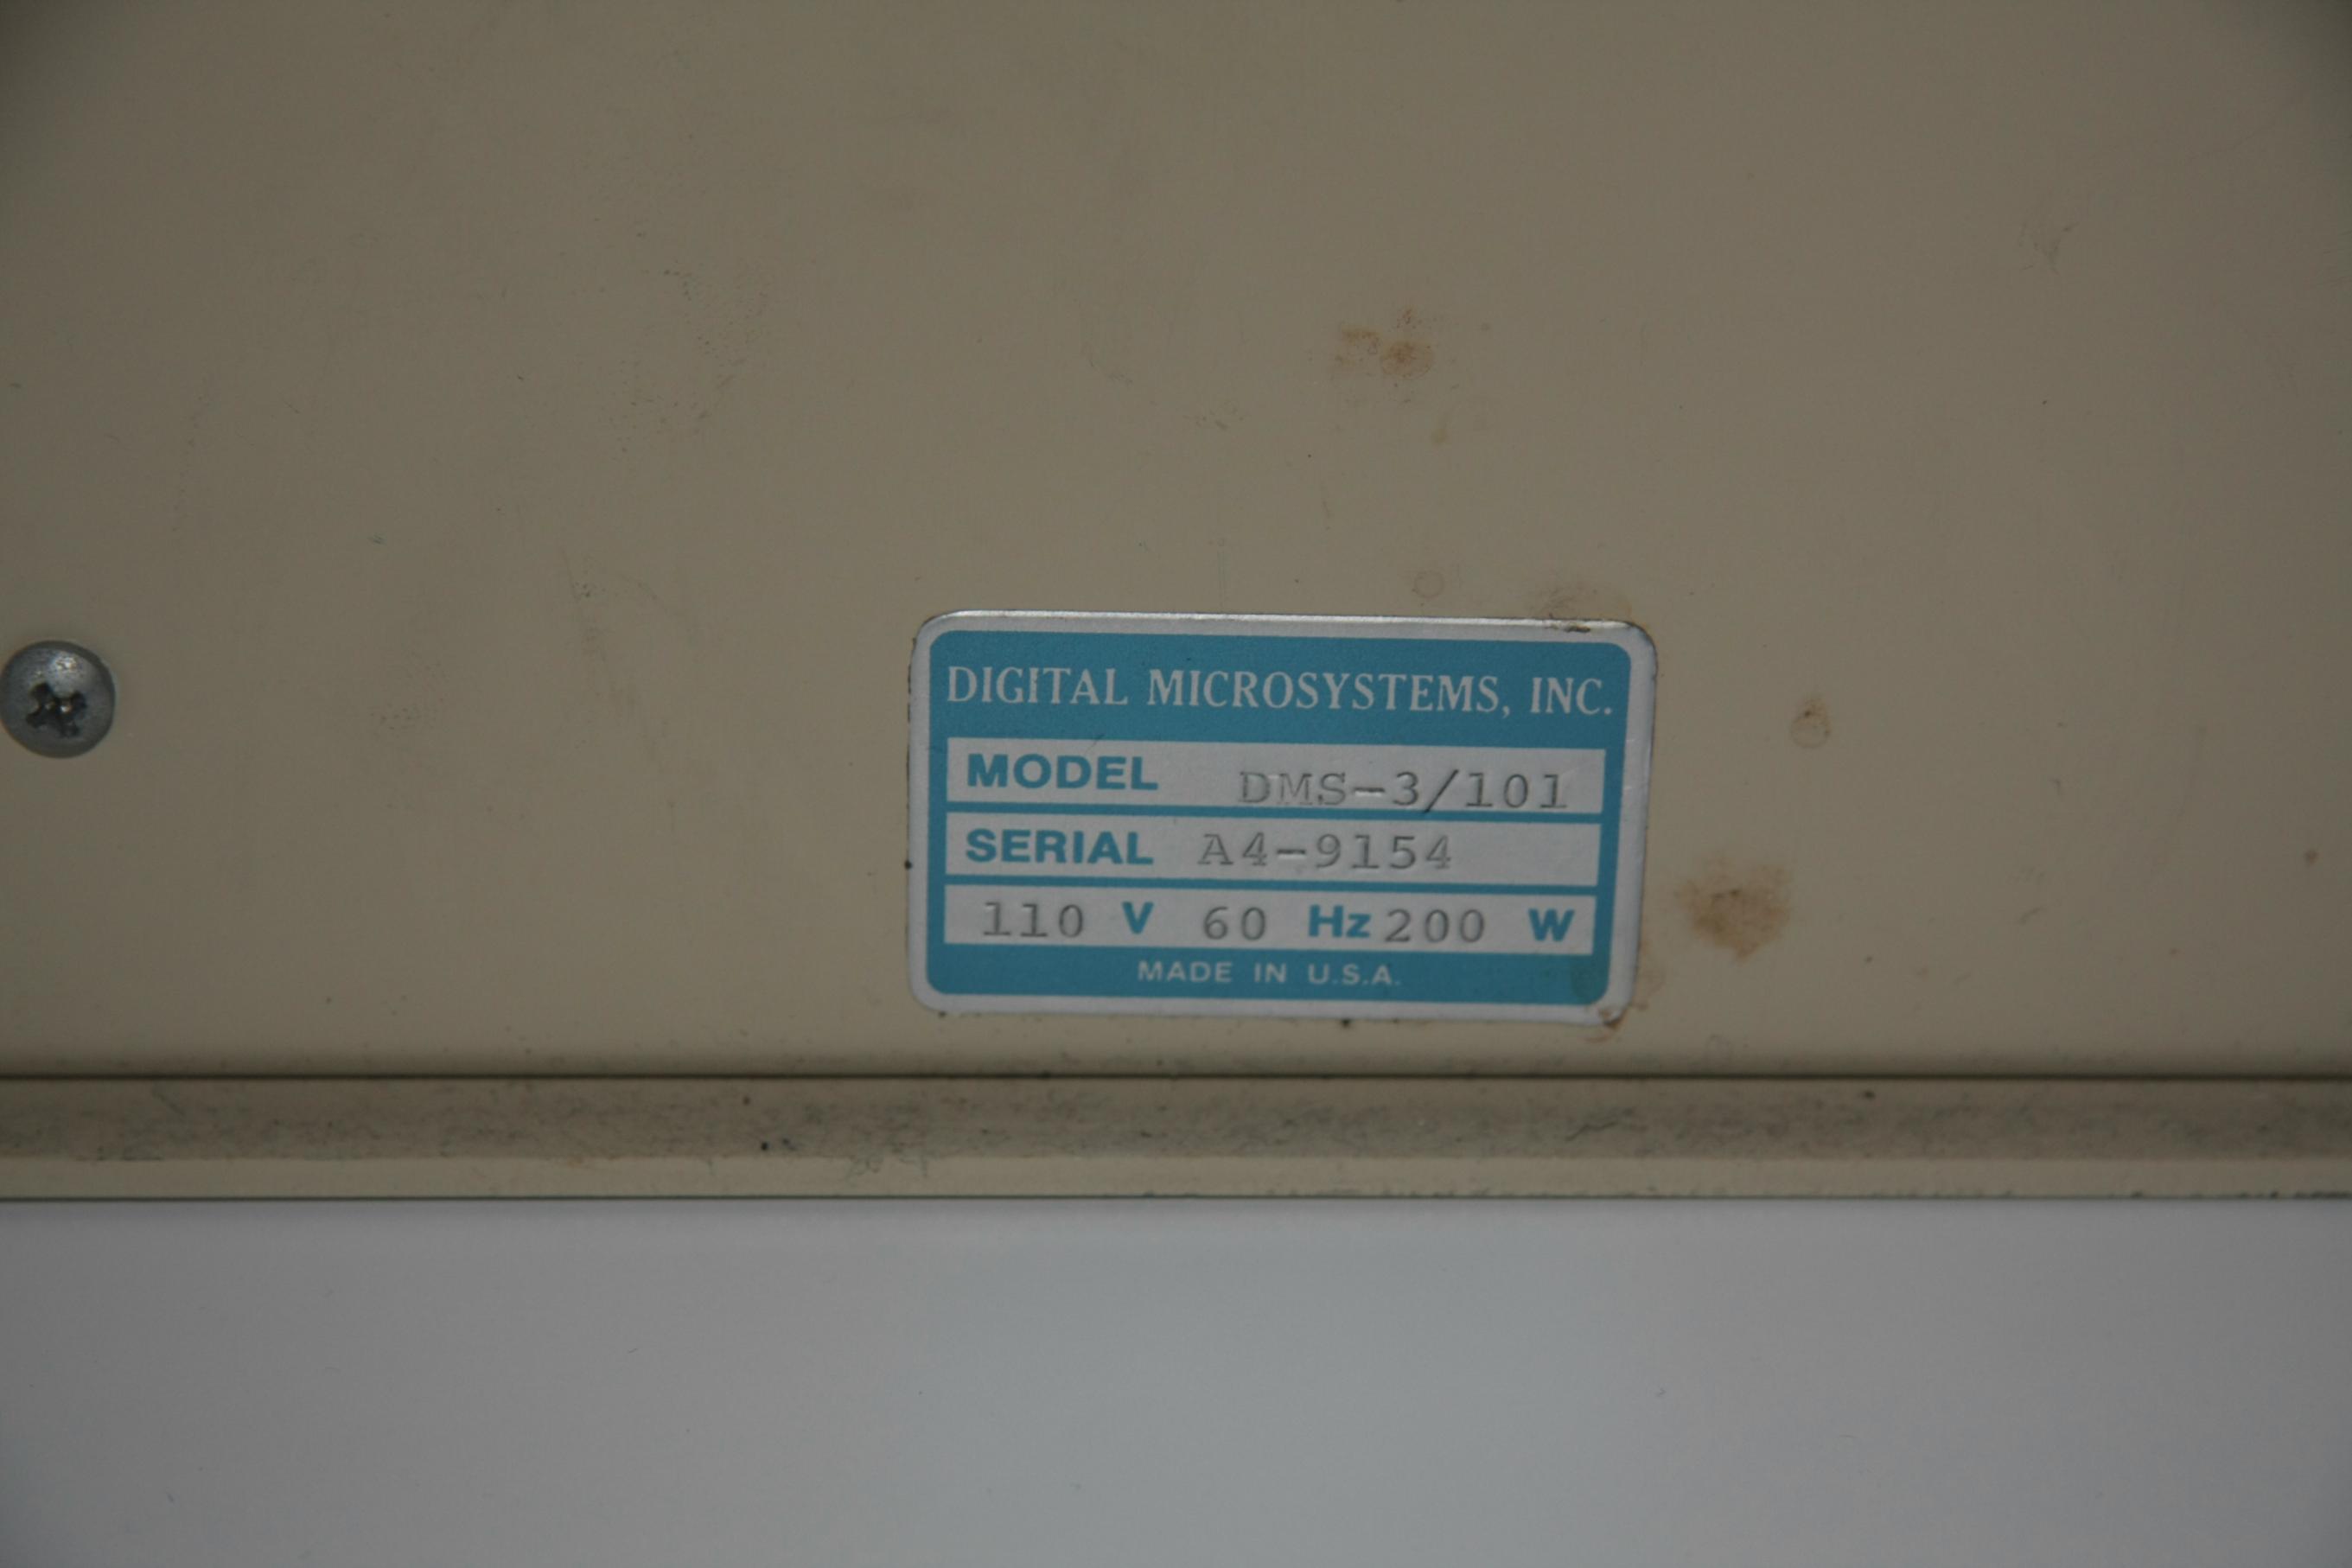 DIGITAL MICROSYSTEMS, INC.
MODEL DMS-3/101
SERIAL A4-9154
110 V 60 Hz 200 W
MADE IN U.S.A.